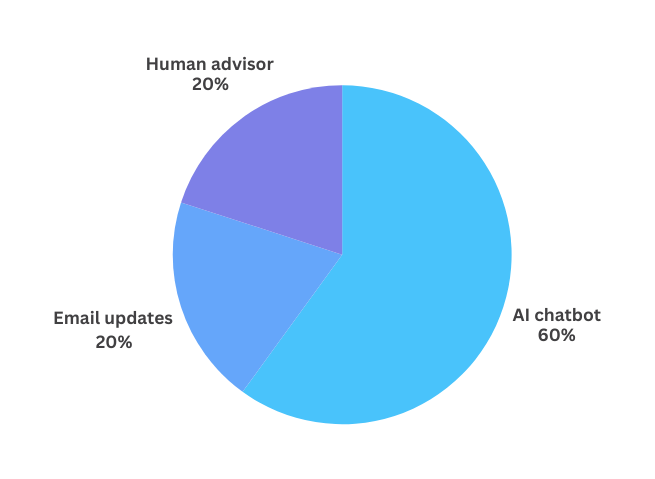 Human advisor
20%
Email updates
20%
AI chatbot
60%